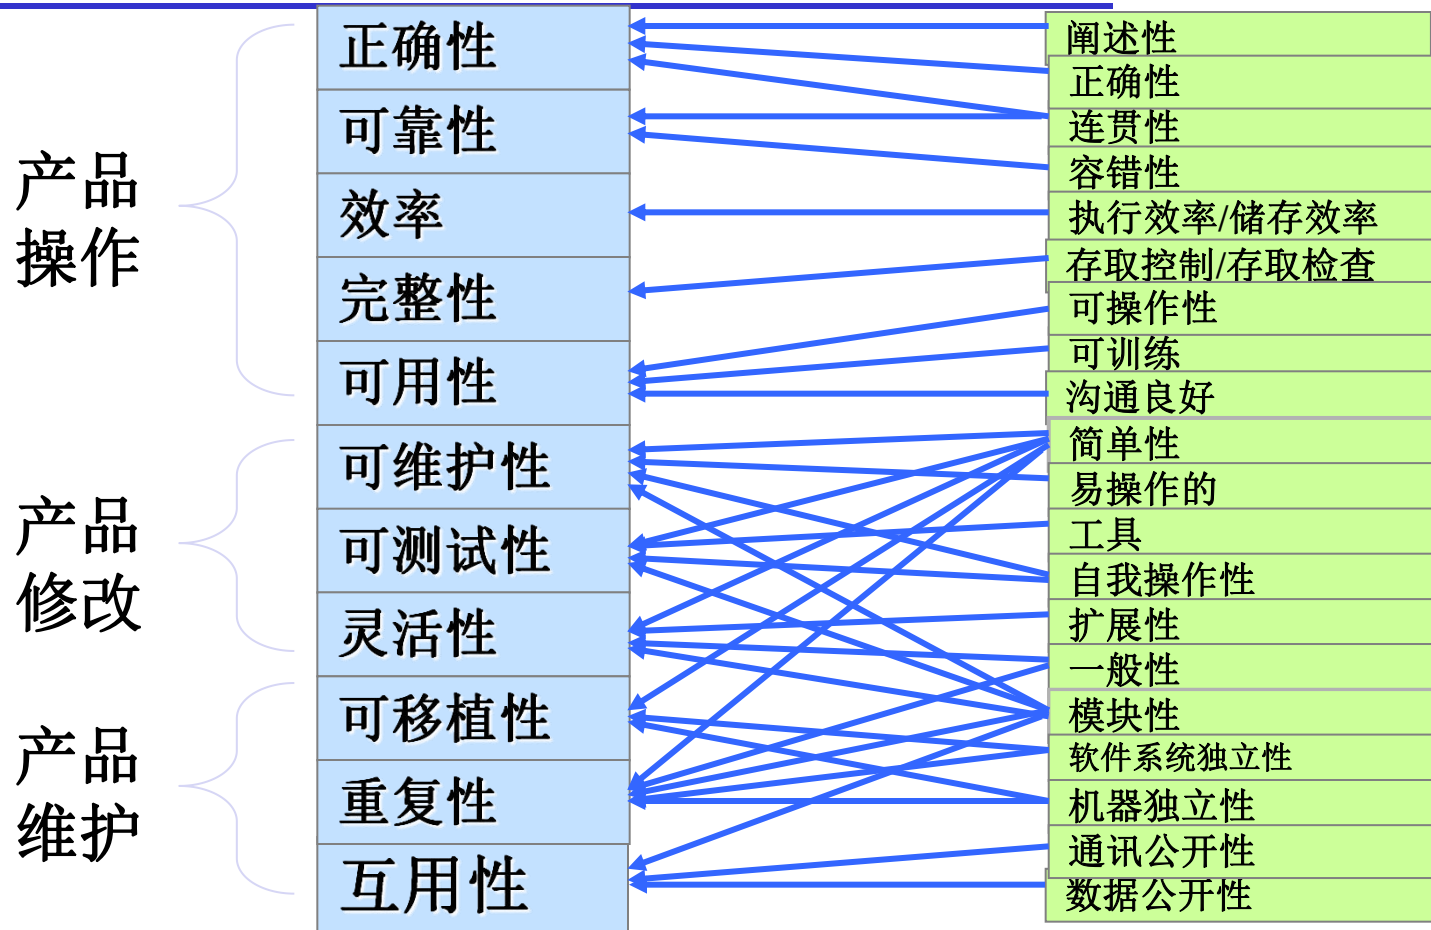 产品
操作
产品
修改
产品
维护
正确性
可靠性
效率
完整性
可用性
可维护性
可测试性
灵活性
可移植性
重复性
互用性
阐述性
正确性
连贯性
容错性
执行效率/储存效率
存取控制/存取检查
可操作性
可训练
沟通良好
简单性
易操作的
工具
自我操作性
扩展性
一般性
模块性
软件系统独立性
机器独立性
通讯公开性
数据公开性